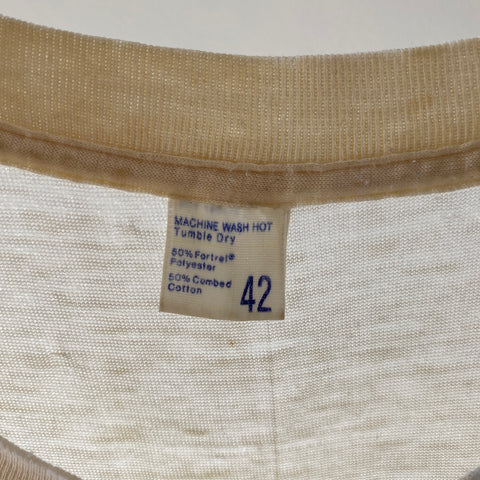 MACHINE WASH HOT
Tumble Dry
50% Fortrel®
Polyester
50% Combed
Cotton
42